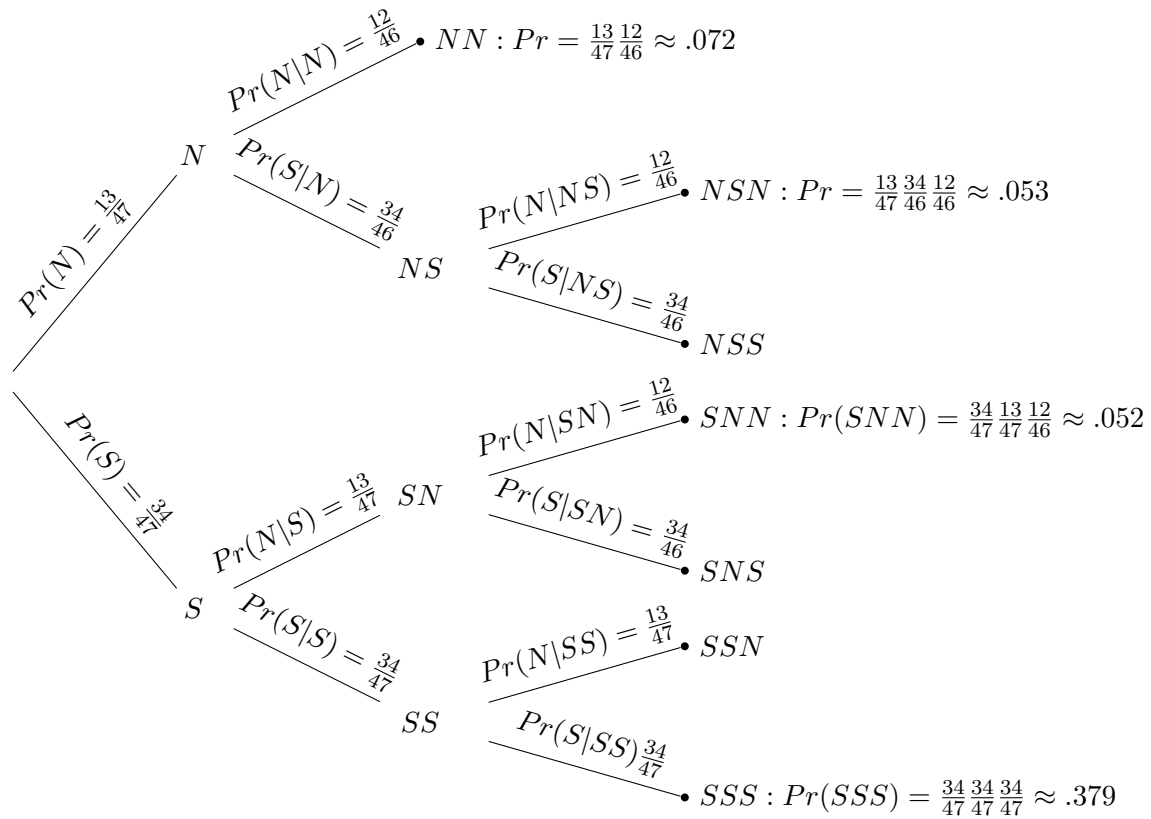 Pr(N|N) = 12/46
NN : Pr = 13/47 12/46 ≈ .072
N
Pr(N) = 13/47
Pr(S|N) = 34/46
NS
Pr(N|NS) = 12/46
NSN : Pr = 13/47 34/46 12/46 ≈ .053
Pr(S|NS) = 34/46
NSS
Pr(S) = 34/47
S
Pr(N|S) = 13/47
SN
Pr(N|SN) = 12/46
SNN : Pr(SNN) = 34/47 13/47 12/46 ≈ .052
Pr(S|SN) = 34/46
SNS
Pr(S|S) = 34/47
SS
Pr(N|SS) = 13/47
SSN
Pr(S|SS) 34/47
SSS : Pr(SSS) = 34/47 34/47 34/47 ≈ .379